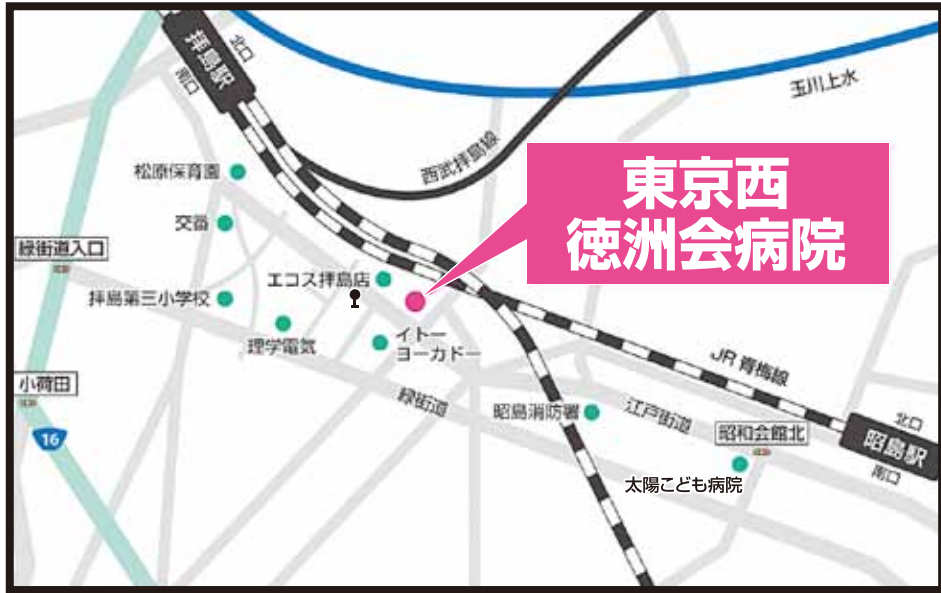 拝島駅
北口
南口
玉川上水
西武拝島線
東京西
徳洲会病院
松原保育園
交番
緑街道入口
エコス拝島店
拝島第三小学校
理学電気
イトー
ヨーカドー
JR 青梅線
小荷田
緑街道
16
昭島消防署
江戸街道
昭和会館北
北口
昭島駅
南口
太陽こども病院